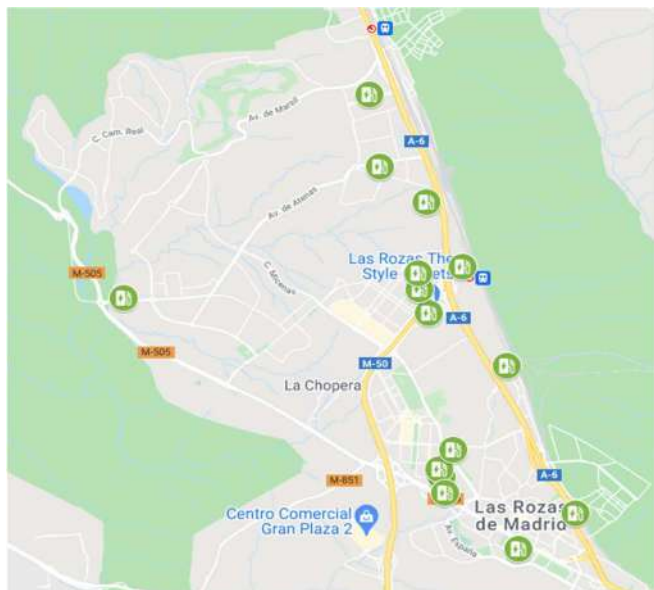 Av. de Marsil
C. Cam. Real
A-6
Av. de Atenas
Las Rozas The
Style
M-505
C. Micenas
A-6
M-505
M-50
La Chopera
M-851
A-6
Centro Comercial
Gran Plaza 2
Las Rozas
de Madrid
Av. España